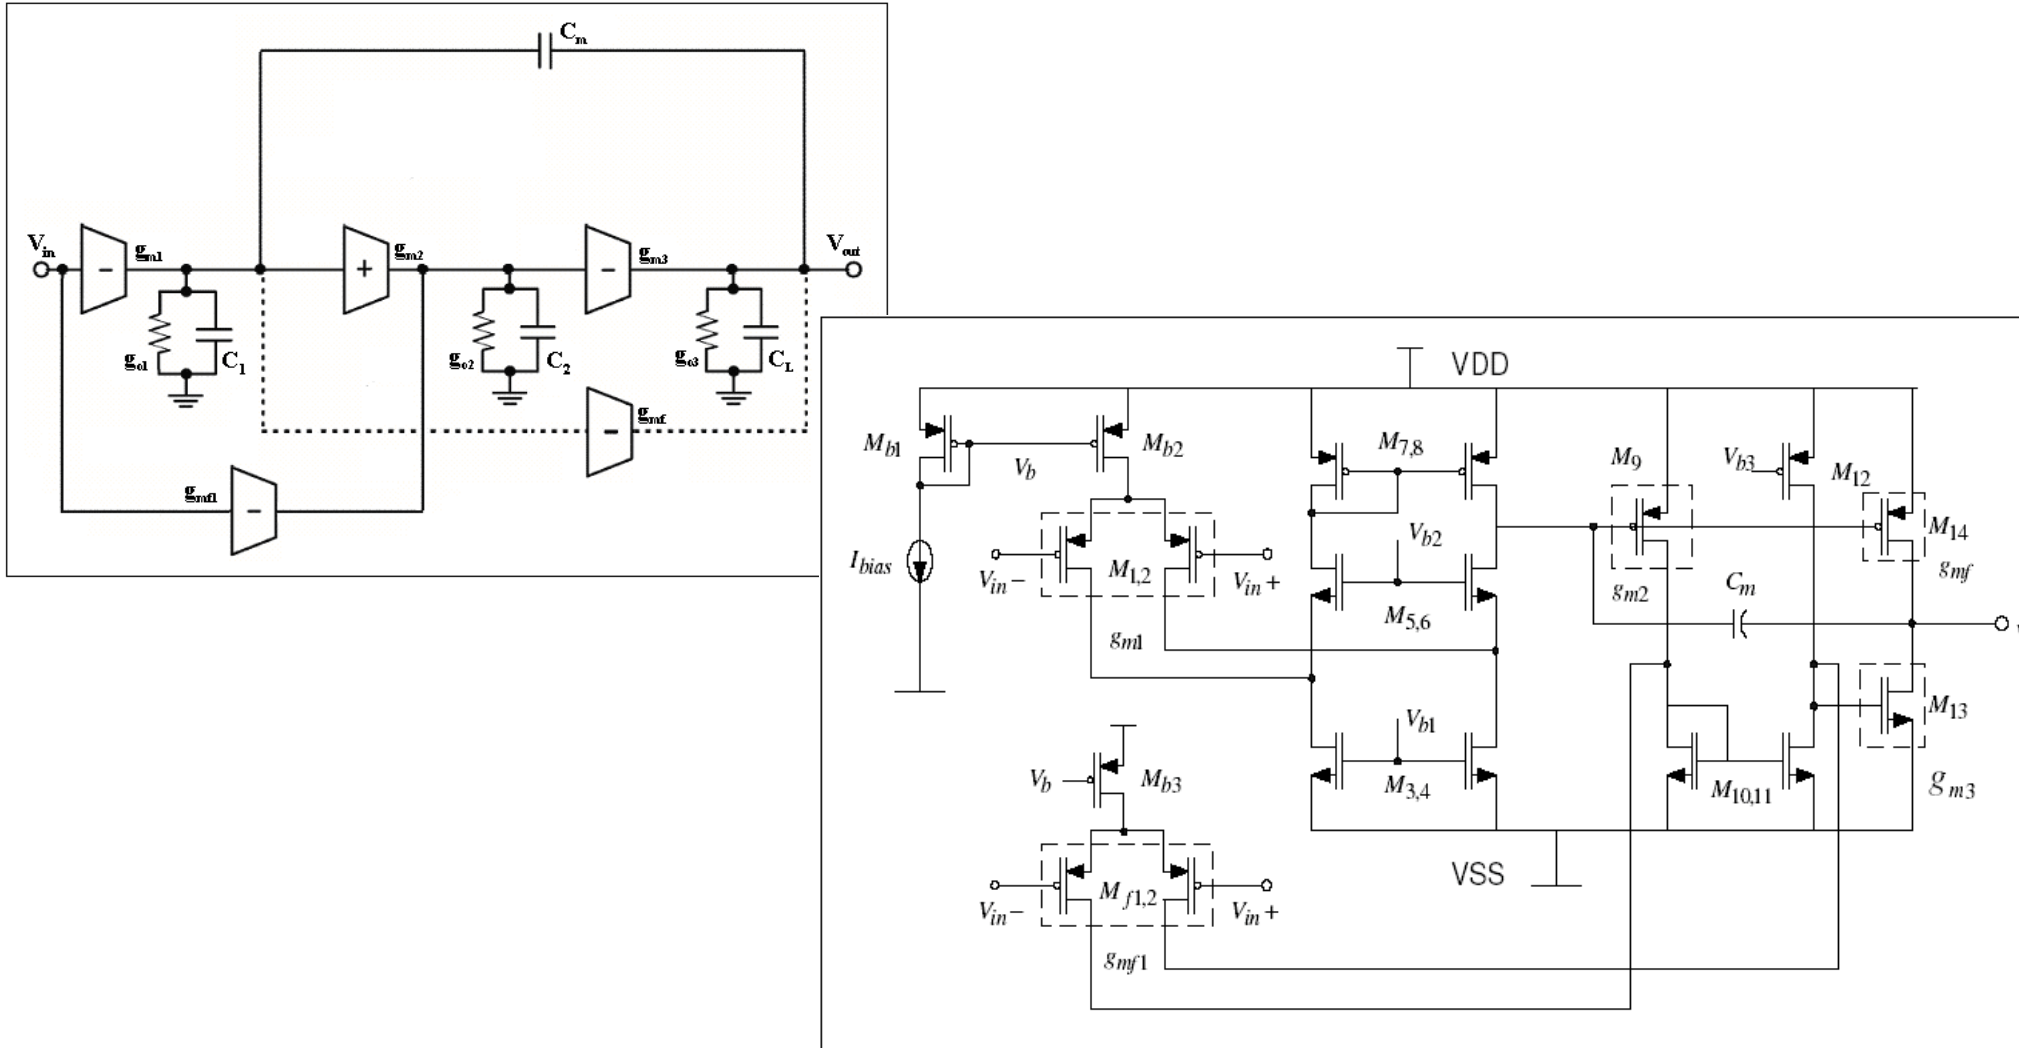 Cm
Vin
gm1
gm2
gm3
Vout
−
+
−
go1
C1
go2
C2
go3
CL
gmf
−
gmf1
−
VDD
Mb1
Vb
Mb2
M7,8
M9
Vb3
M12
M14
gmf
Ibias
Vin−
M1,2
Vin+
Vb2
gm2
Cm
M5,6
gm1
Vb1
M13
Vb
Mb3
M3,4
M10,11
gm3
VSS
Vin−
Mf1,2
Vin+
gmf1